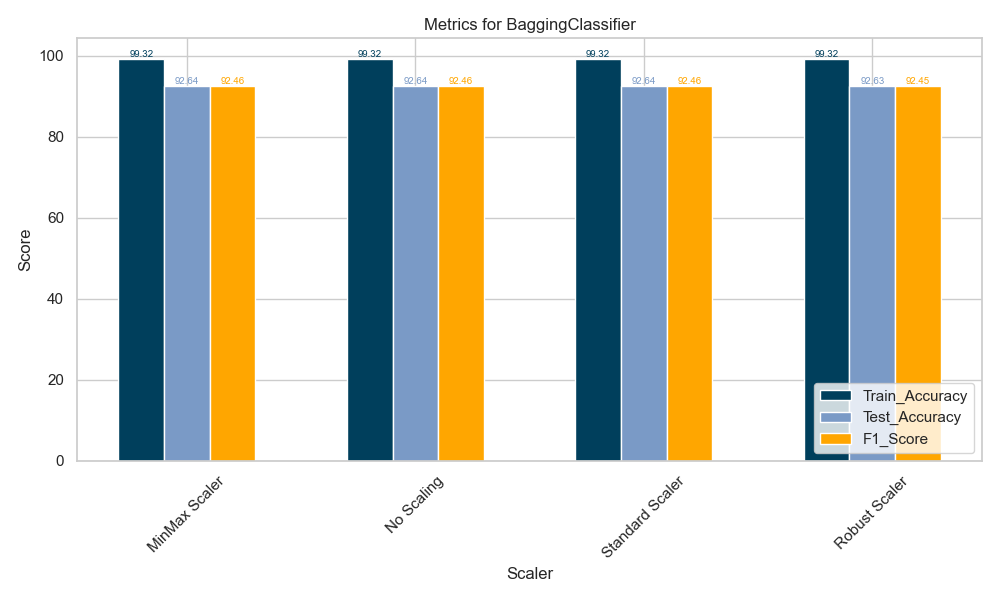 Metrics for BaggingClassifier
100
80
60
40
20
0
Score
99.32
92.64
92.46
99.32
92.64
92.46
99.32
92.64
92.46
99.32
92.63
92.45
Train_Accuracy
Test_Accuracy
F1_Score
MinMax Scaler
No Scaling
Standard Scaler
Robust Scaler
Scaler